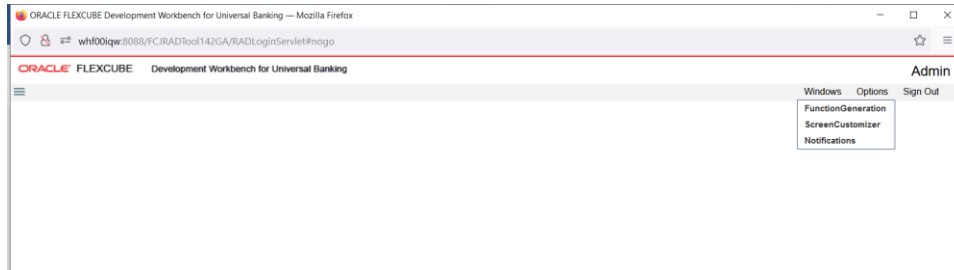 ORACLE FLEXCUBE Development Workbench for Universal Banking — Mozilla Firefox
whf00iqw:8088/FCJRADTool142GA/RADLoginServlet#nogo
ORACLE FLEXCUBE Development Workbench for Universal Banking Admin
Windows Options Sign Out
FunctionGeneration
ScreenCustomizer
Notifications